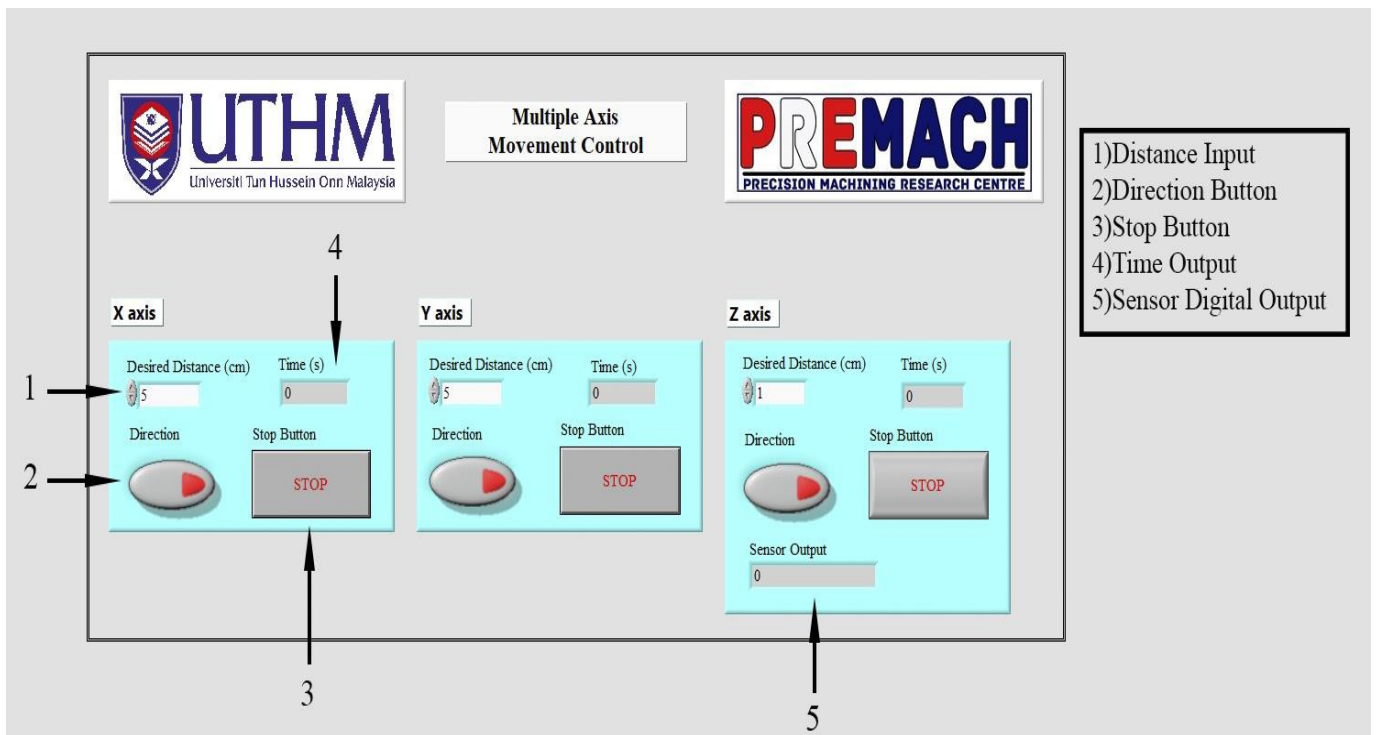 UTHM
Universiti Tun Hussein Onn Malaysia
Multiple Axis
Movement Control
PREMACH
PRECISION MACHINING RESEARCH CENTRE
1)Distance Input
2)Direction Button
3)Stop Button
4)Time Output
5)Sensor Digital Output
4
X axis
Desired Distance (cm)
Time (s)
5
0
Direction
Stop Button
STOP
1
2
3
Y axis
Desired Distance (cm)
Time (s)
5
0
Direction
Stop Button
STOP
Z axis
Desired Distance (cm)
Time (s)
1
0
Direction
Stop Button
STOP
Sensor Output
0
5